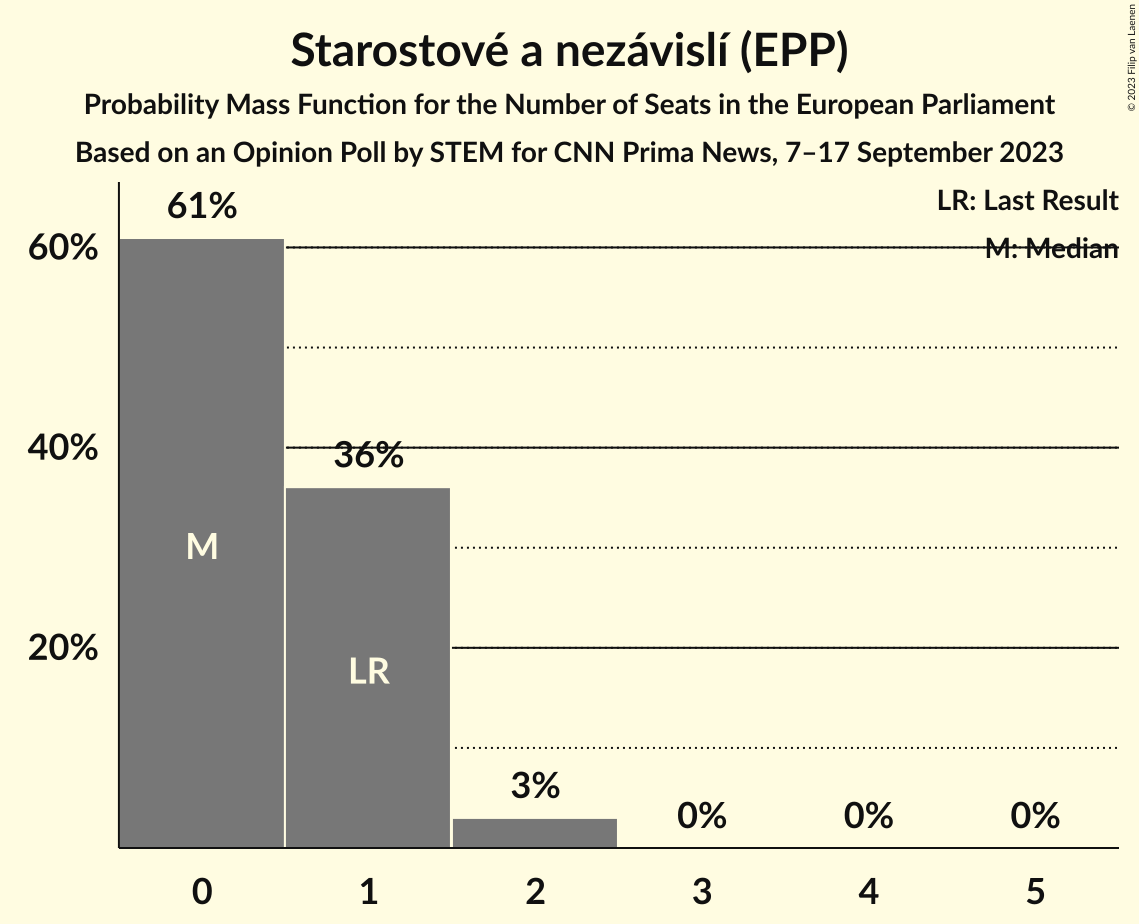 Starostové a nezávislí (EPP)
Probability Mass Function for the Number of Seats in the European Parliament
Based on an Opinion Poll by STEM for CNN Prima News, 7–17 September 2023
© 2023 Filip van Laenen
LR: Last Result
M: Median
61%
60%
36%
40%
M
20%
LR
3%
0%
0%
0%
0
1
2
3
4
5